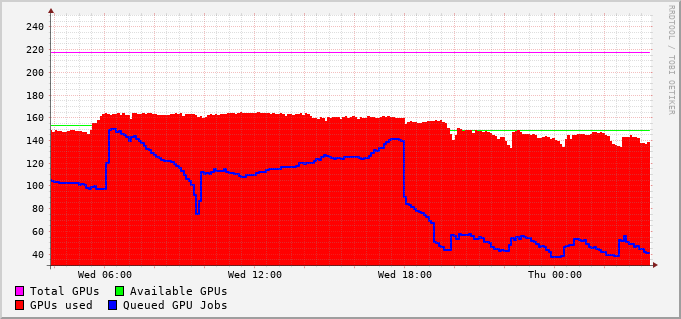 RRDTOOL / TOBI OETIKER
240
220
200
180
160
140
120
100
80
60
40
Wed 06:00 Wed 12:00 Wed 18:00 Thu 00:00
Total GPUs Available GPUs
GPUs used Queued GPU Jobs